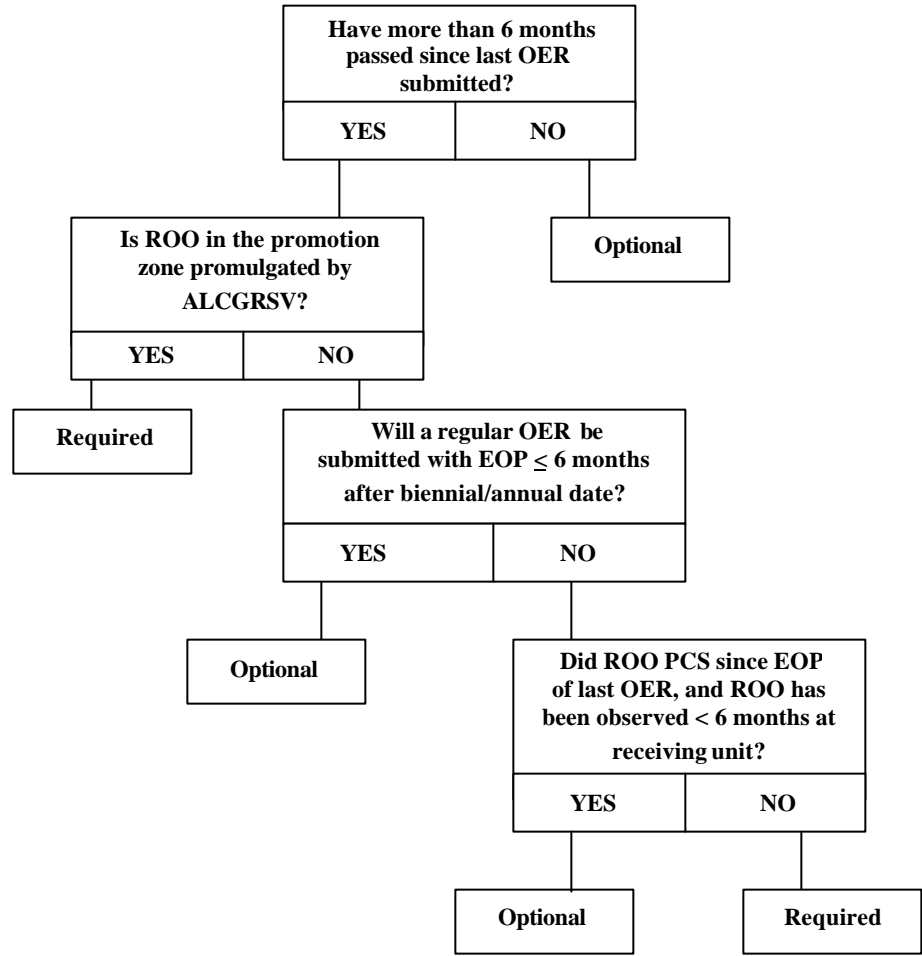 Have more than 6 months
passed since last OER
submitted?
YES
NO
Is ROO in the promotion
zone promulgated by
ALCGRSV?
Optional
YES
NO
Required
Will a regular OER be
submitted with EOP ≤ 6 months
after biennial/annual date?
YES
NO
Optional
Did ROO PCS since EOP
of last OER, and ROO has
been observed < 6 months at
receiving unit?
YES
NO
Optional
Required